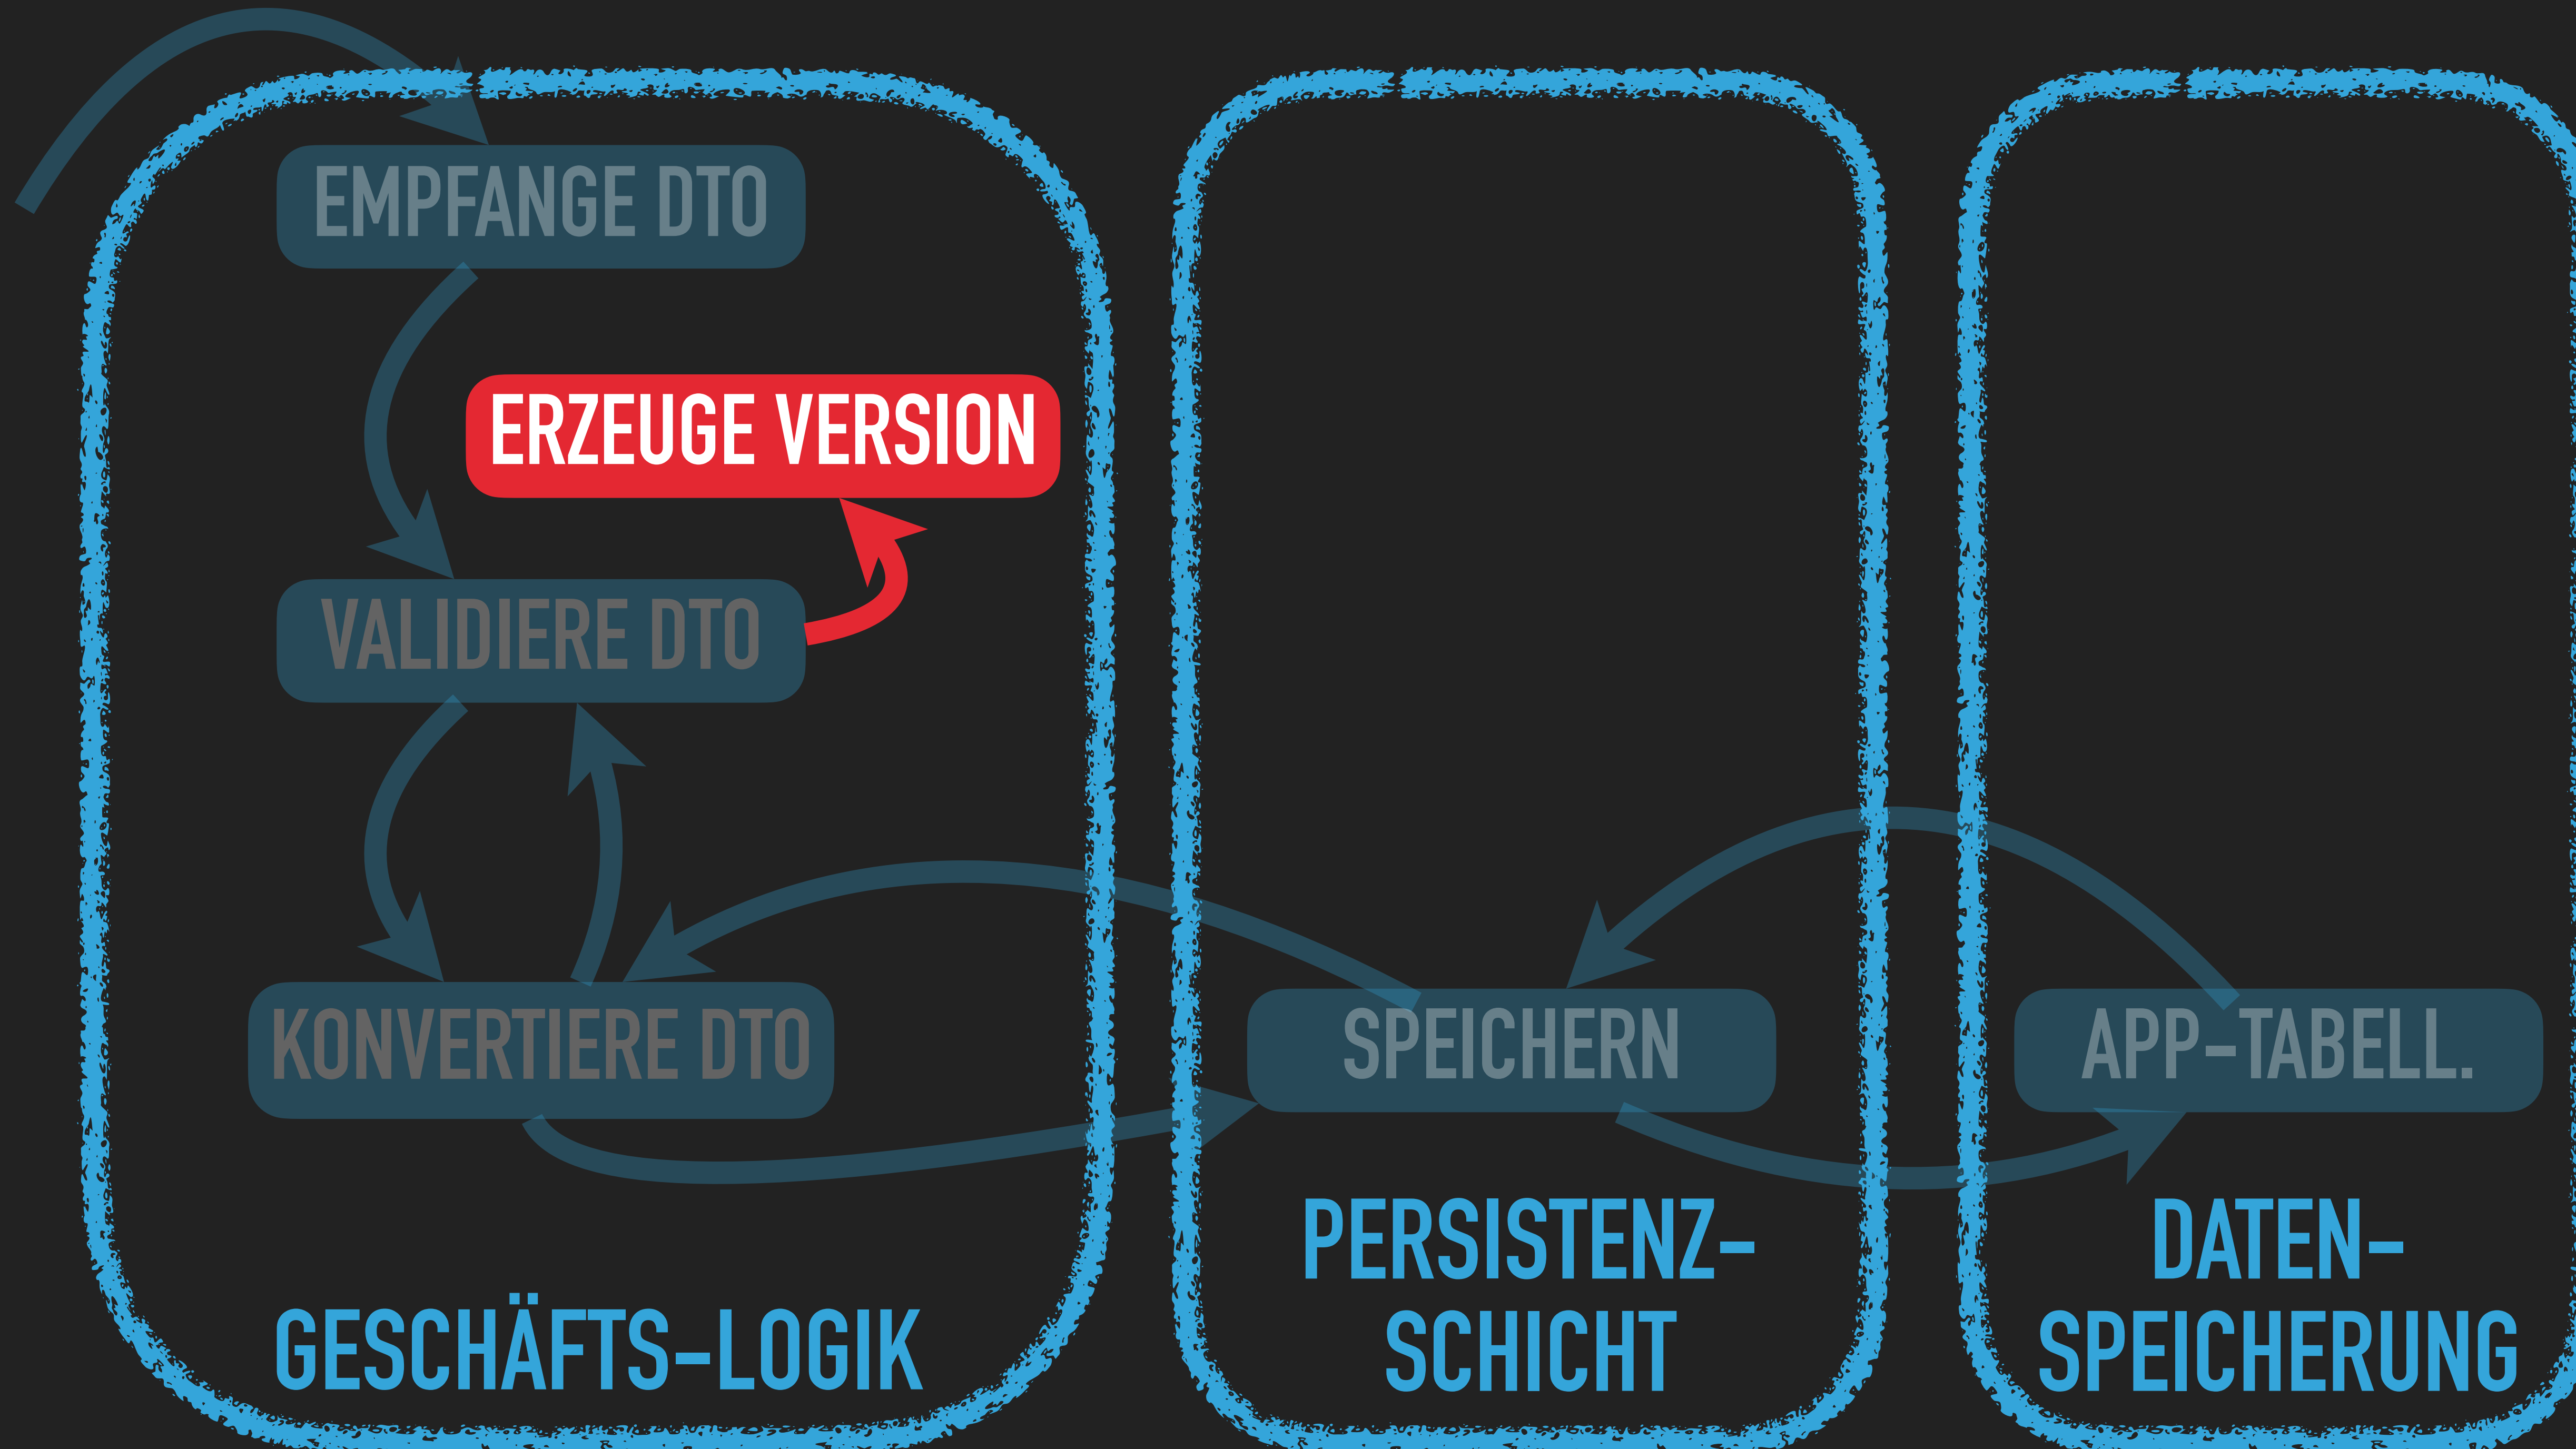 EMPFANGE DTO
ERZEUGE VERSION
VALIDIERE DTO
KONVERTIERE DTO
SPEICHERN
APP-TABELL.
GESCHÄFTS-LOGIK
PERSISTENZ-
SCHICHT
DATEN-
SPEICHERUNG